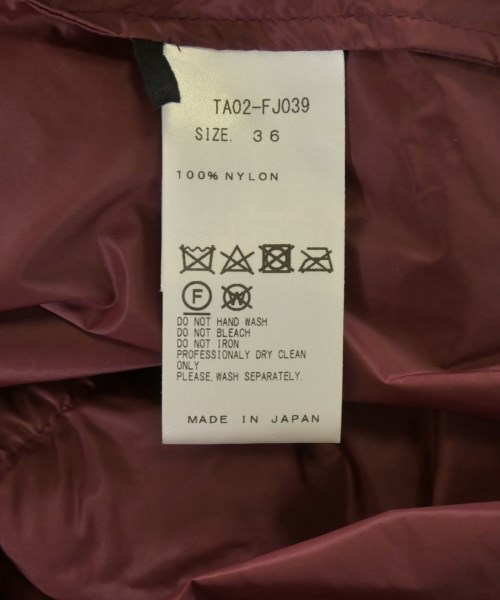 TA02-FJ039
SIZE. 36
100% NYLON
F W
DO NOT HAND WASH
DO NOT BLEACH
DO NOT IRON
PROFESSIONALY DRY CLEAN
ONLY
PLEASE, WASH SEPARATELY.
MADE IN JAPAN